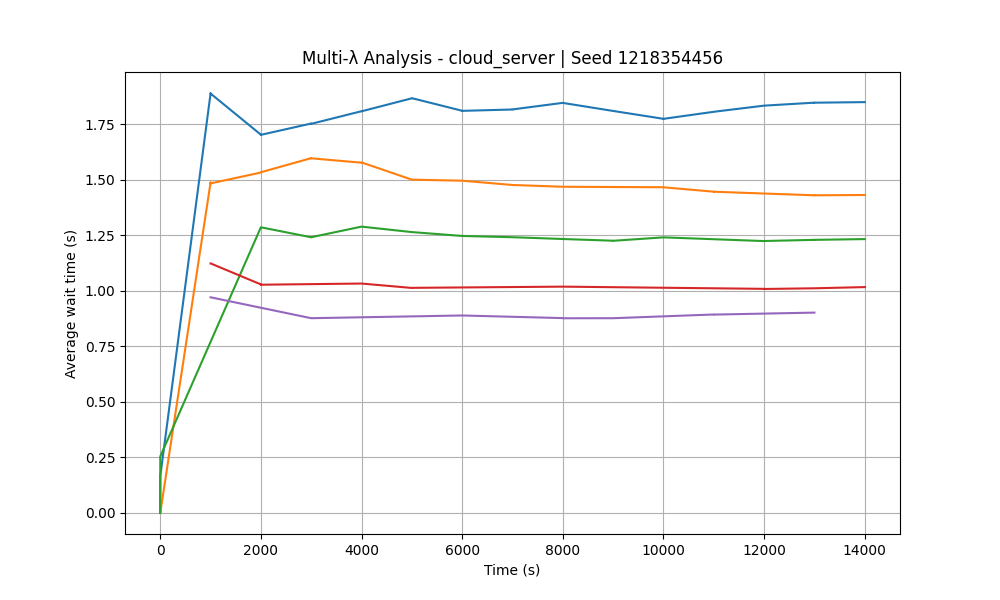 Multi-λ Analysis - cloud_server | Seed 1218354456
Average wait time (s)
1.75
1.50
1.25
1.00
0.75
0.50
0.25
0.00
0 2000 4000 6000 8000 10000 12000 14000
Time (s)